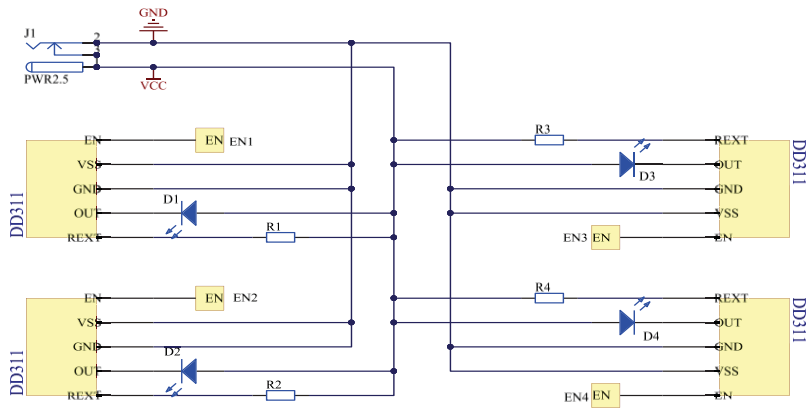 GND
J1
2
3
1
PWR2.5
VCC
EN
EN
EN1
VSS
GND
OUT
D1
REXT
R1
DD311
R3
REXT
D3
OUT
GND
VSS
EN3
EN
EN
DD311
EN
EN
EN2
VSS
GND
OUT
D2
REXT
R2
DD311
R4
REXT
D4
OUT
GND
VSS
EN4
EN
EN
DD311